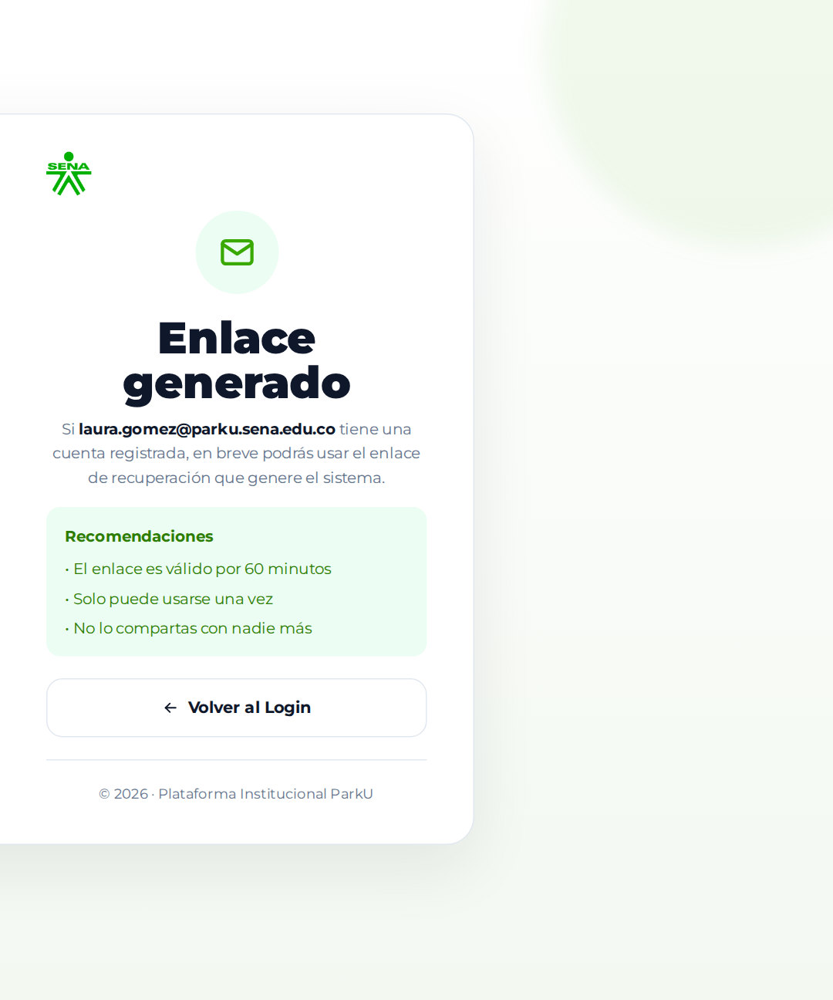 SENA
Enlace
generado
Si laura.gomez@parku.sena.edu.co tiene una
cuenta registrada, en breve podrás usar el enlace
de recuperación que genere el sistema.
Recomendaciones
• El enlace es válido por 60 minutos
• Solo puede usarse una vez
• No lo compartas con nadie más
← Volver al Login
© 2026 · Plataforma Institucional ParkU